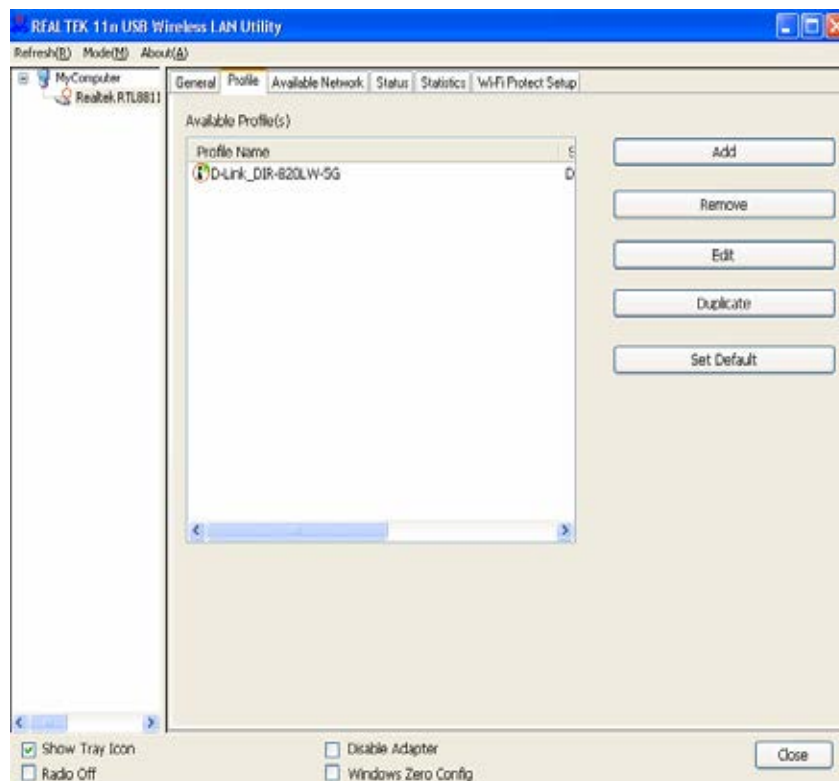 REALTEK 11n USB Wireless LAN Utility
Refresh(R) Mode(M) About(A)
MyComputer
Realtek RTL8811
General Profile Available Network Status Statistics Wi-Fi Protect Setup
Available Profile(s)
Profile Name S
D-Link_DIR-820LW-5G D
Add
Remove
Edit
Duplicate
Set Default
Show Tray Icon
Radio Off
Disable Adapter
Windows Zero Config
Close